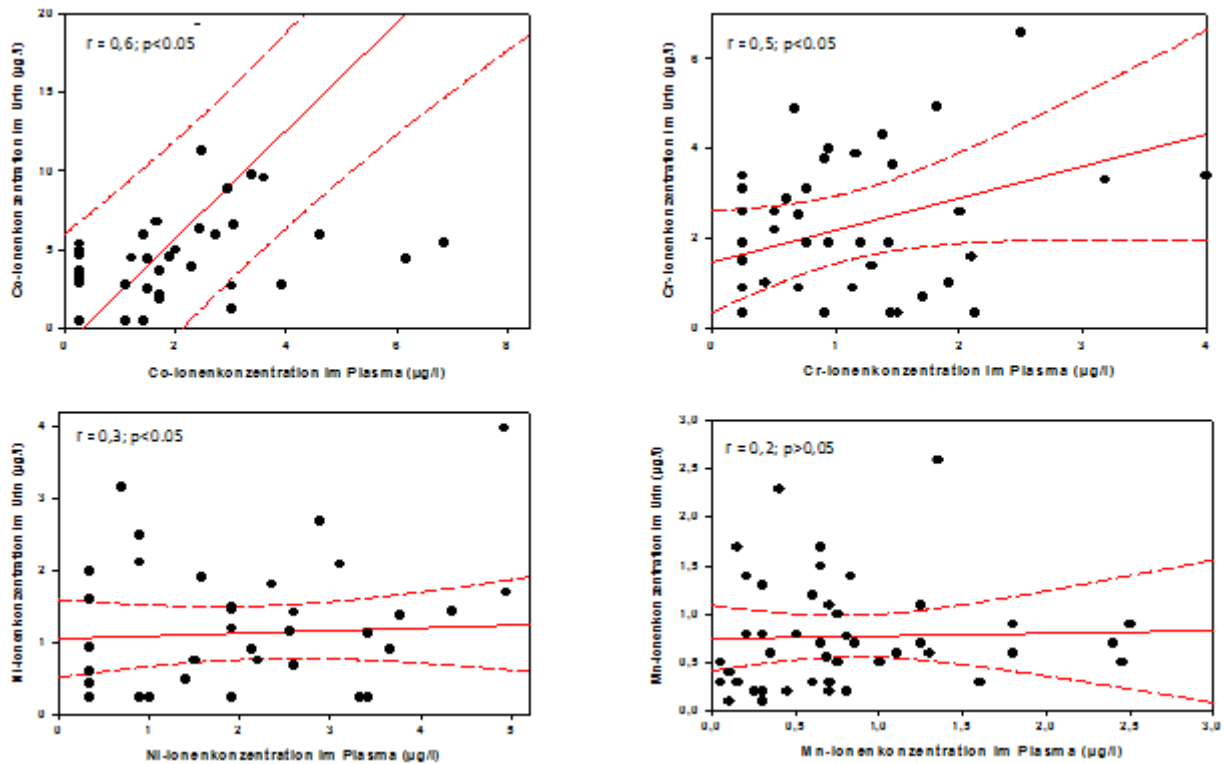 r = 0,6; p<0.05
Co-Ionenkonzentration im Urin (µg/l)
20
15
10
5
0
0 2 4 6 8
Co-Ionenkonzentration im Plasma (µg/l)
r = 0,5; p<0.05
Cr-Ionenkonzentration im Urin (µg/l)
6
4
2
0
0 1 2 3 4
Cr-Ionenkonzentration im Plasma (µg/l)
r = 0,3; p<0.05
Ni-Ionenkonzentration im Urin (µg/l)
4
3
2
1
0
0 1 2 3 4 5
Ni-Ionenkonzentration im Plasma (µg/l)
r = 0,2; p>0,05
Mn-Ionenkonzentration im Urin (µg/l)
3,0
2,5
2,0
1,5
1,0
0,5
0,0
0,0 0,5 1,0 1,5 2,0 2,5 3,0
Mn-Ionenkonzentration im Plasma (µg/l)